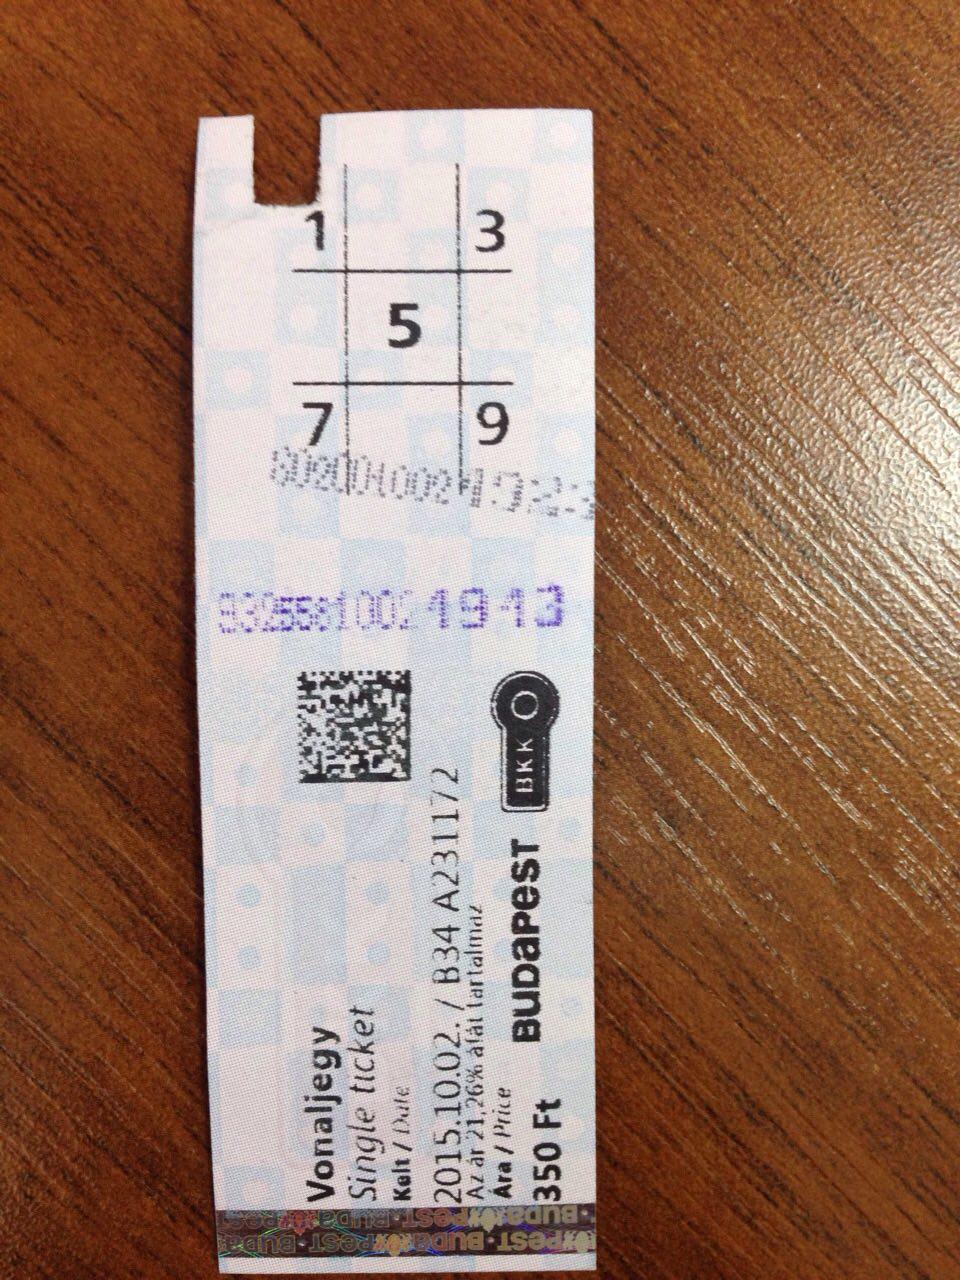 1 3
5
7 9
19 13
Vonaljegy
Single ticket
Kelt / Date
2015.10.02. / B34 A231172
Az ár 21,26% áfát tartalmaz
Ára / Price
350 Ft
BUDAPEST
BKK